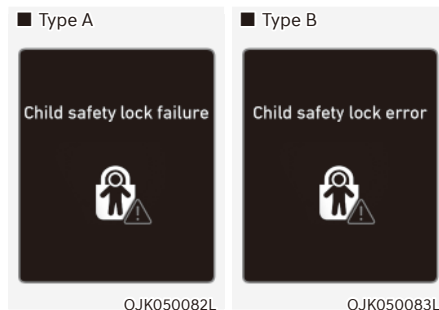 ■ Type A
■ Type B
Child safety lock failure
Child safety lock error
OJK050082L
OJK050083L